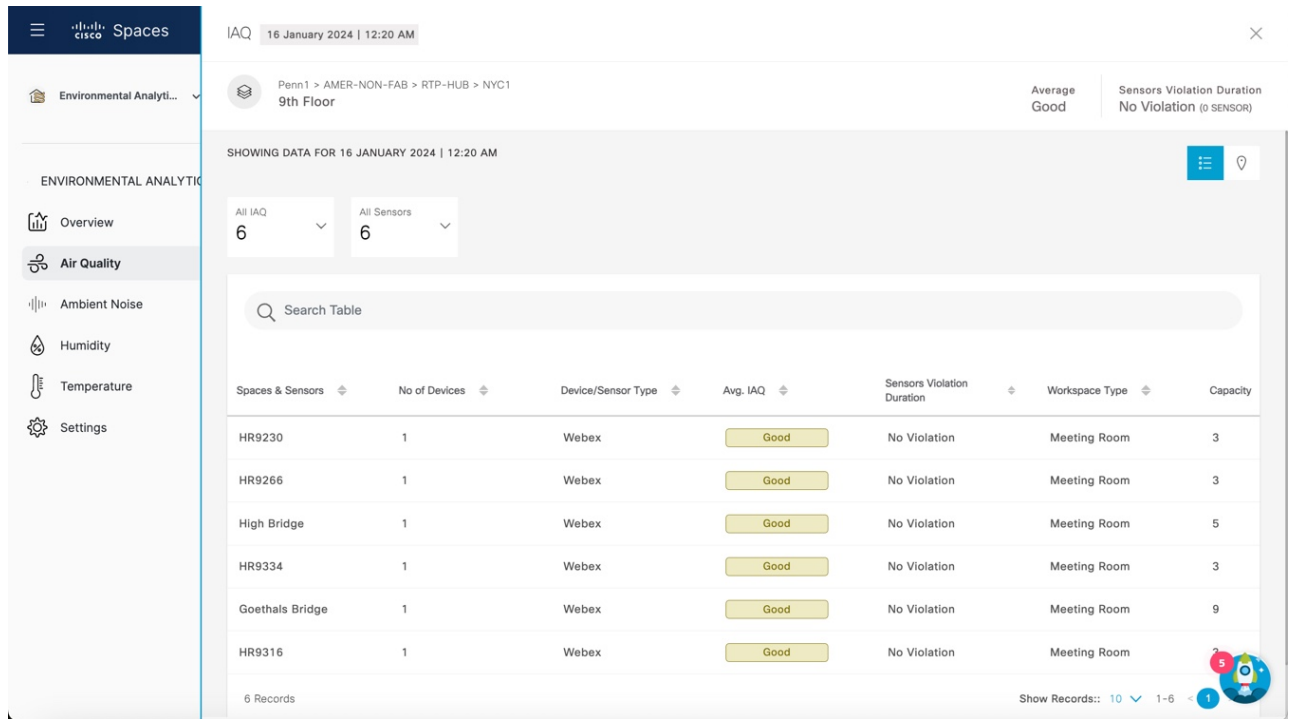 cisco Spaces
IAQ 16 January 2024 | 12:20 AM
Environmental Analyti...
Penn1 > AMER-NON-FAB > RTP-HUB > NYC1
9th Floor
Average
Good
Sensors Violation Duration
No Violation (0 SENSOR)
SHOWING DATA FOR 16 JANUARY 2024 | 12:20 AM
ENVIRONMENTAL ANALYTIC
Overview
Air Quality
Ambient Noise
Humidity
Temperature
Settings
All IAQ
6
All Sensors
6
Search Table
Spaces & Sensors No of Devices Device/Sensor Type Avg. IAQ Sensors Violation Duration Workspace Type Capacity
HR9230 1 Webex Good No Violation Meeting Room 3
HR9266 1 Webex Good No Violation Meeting Room 3
High Bridge 1 Webex Good No Violation Meeting Room 5
HR9334 1 Webex Good No Violation Meeting Room 3
Goethals Bridge 1 Webex Good No Violation Meeting Room 9
HR9316 1 Webex Good No Violation Meeting Room
5
6 Records Show Records:: 10 1-6 < 1